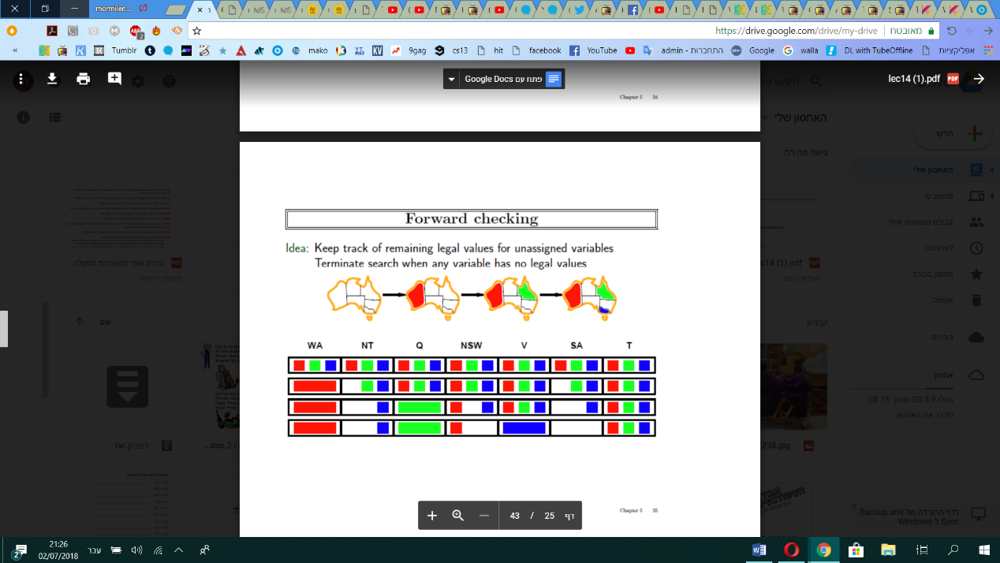 mormilen
https://drive.google.com/drive/my-drive
מאובטח
אפליקציות
DL with TubeOffline
walla
Google
התחברות - admin
YouTube
facebook
hit
cs13
9gag
mako
Tumblr
lec14 (1).pdf
PDF
פתח עם Google Docs
האחסון שלי
חדש
גישה מהירה
האחסון שלי
מחשבים
קבצים ששותפו איתי
לאחרונה
מסומן בכוכב
אשפה
גיבויים
אחסון
נוצלו 3.9 GB מתוך 15 GB
שדרג את האחסון
לדף ההורדה של Backup and
Sync ל-Windows
סיכום סופי במערכות הפעלה
שם
קבצים
למבחן.rar
238.jpg
Chapter 5 24
Forward checking
Idea: Keep track of remaining legal values for unassigned variables
Terminate search when any variable has no legal values
WA NT Q NSW V SA T
Chapter 5 25
דף 25 / 43
21:26
02/07/2018
עבר
2